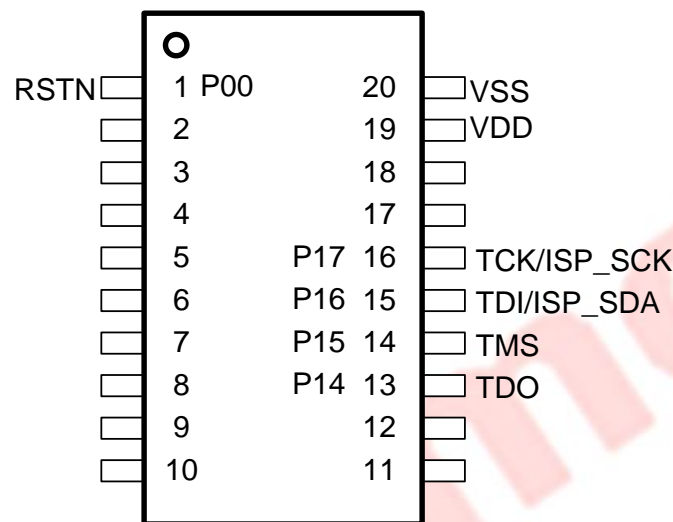 RSTN 1 P00 20 VSS
2 19 VDD
3 18
4 17
5 P17 16 TCK/ISP_SCK
6 P16 15 TDI/ISP_SDA
7 P15 14 TMS
8 P14 13 TDO
9 12
10 11